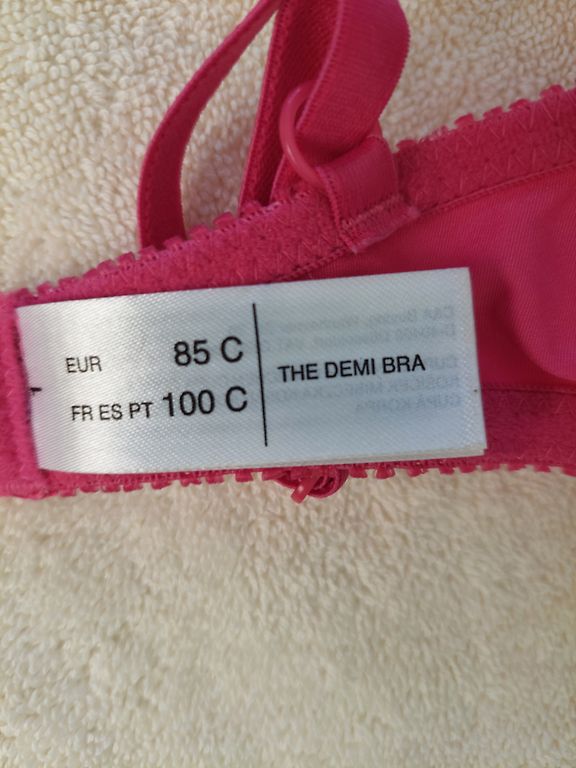 EUR 85 C
FR ES PT 100 C
THE DEMI BRA